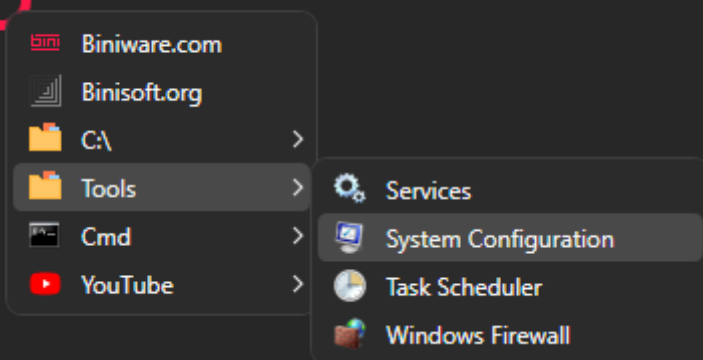 bini
Biniware.com
Binisoft.org
C:\
Tools
Cmd
YouTube
Services
System Configuration
Task Scheduler
Windows Firewall